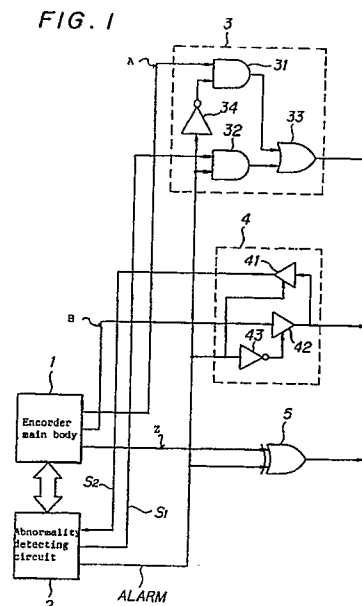 FIG. 1
3
A
31
34
32
33
4
41
B
42
43
1
Encorder
main body
Z
5
S2
S1
Abnormality
detecting
circuit
2
ALARM